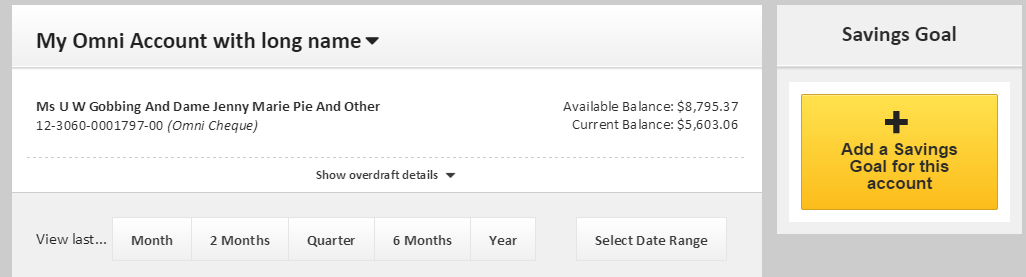 My Omni Account with long name
Savings Goal
Ms U W Gobbing And Dame Jenny Marie Pie And Other
12-3060-0001797-00 (Omni Cheque)
Available Balance: $8,795.37
Current Balance: $5,603.06
Add a Savings
Goal for this
account
Show overdraft details
View last... Month 2 Months Quarter 6 Months Year Select Date Range